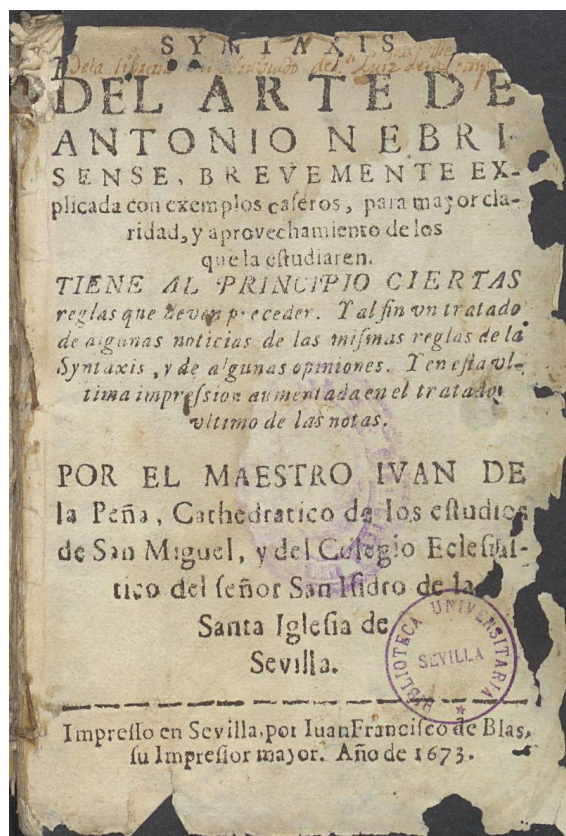 SYNTAXIS
Dela libreria del Luiz
DEL ARTE DE
ANTONIO NEBRI-
SENSE, BREVEMENTE EX-
plicada con exemplos caſeros, para mayor cla-
ridad, y aprovechamiento de los
que la eſtudiaren.
TIENE AL PRINCIPIO CIERTAS
reglas que deven preceder. Y al fin vn tratado
de algunas noticias de las miſmas reglas de la
Syntaxis, y de algunas opiniones. Y en eſta vl-
tima impreſsion aumentada en el tratado
vltimo de las notas.
POR EL MAESTRO IVAN DE
la Peña, Cathedratico de los eſtudios
de San Miguel, y del Colegio Ecleſiaſ-
tico del ſeñor San Iſidro de la
Santa Igleſia de
Sevilla.
BIBLIOTECA UNIVERSITARIA
SEVILLA
Impreſſo en Sevilla, por Iuan Franciſco de Blas,
ſu Impreſſor mayor. Año de 1673.